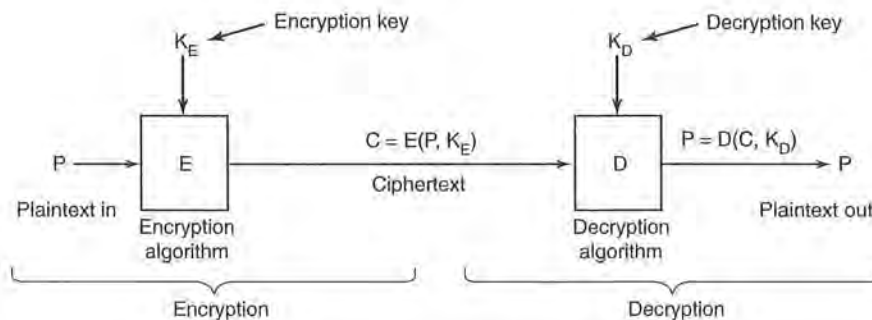 Encryption key
Decryption key
K_E
K_D
C = E(P, K_E)
P = D(C, K_D)
P
E
D
P
Ciphertext
Plaintext in
Plaintext out
Encryption
algorithm
Decryption
algorithm
Encryption
Decryption